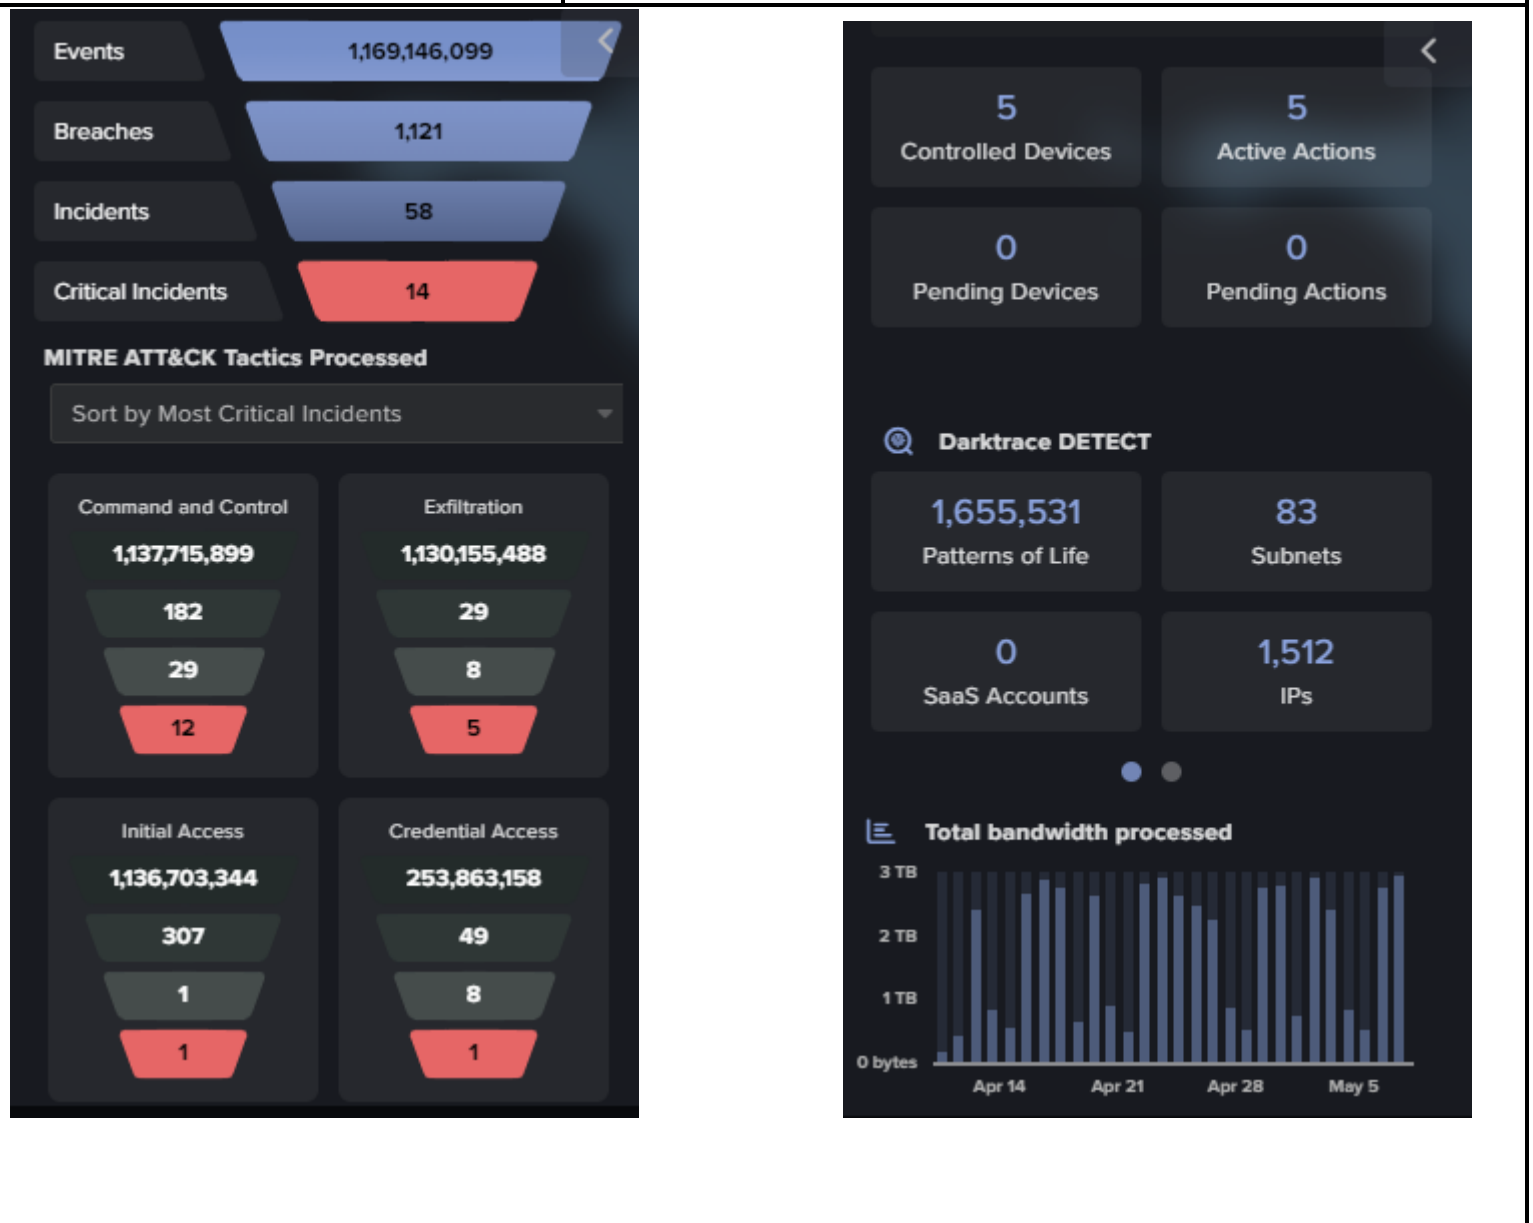 Events
1,169,146,099
Breaches
1,121
Incidents
58
Critical Incidents
14
MITRE ATT&CK Tactics Processed
Sort by Most Critical Incidents
Command and Control
1,137,715,899
182
29
12
Exfiltration
1,130,155,488
29
8
5
Initial Access
1,136,703,344
307
1
1
Credential Access
253,863,158
49
8
1
5
Controlled Devices
5
Active Actions
0
Pending Devices
0
Pending Actions
Darktrace DETECT
1,655,531
Patterns of Life
83
Subnets
0
SaaS Accounts
1,512
IPs
Total bandwidth processed
3 TB
2 TB
1 TB
0 bytes
Apr 14
Apr 21
Apr 28
May 5